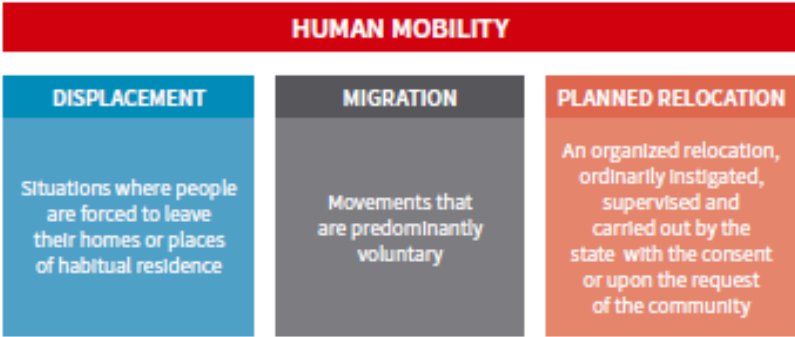 HUMAN MOBILITY
DISPLACEMENT
Situations where people
are forced to leave
their homes or places
of habitual residence
MIGRATION
Movements that
are predominantly
voluntary
PLANNED RELOCATION
An organized relocation,
ordinarily instigated,
supervised and
carried out by the
state with the consent
or upon the request
of the community